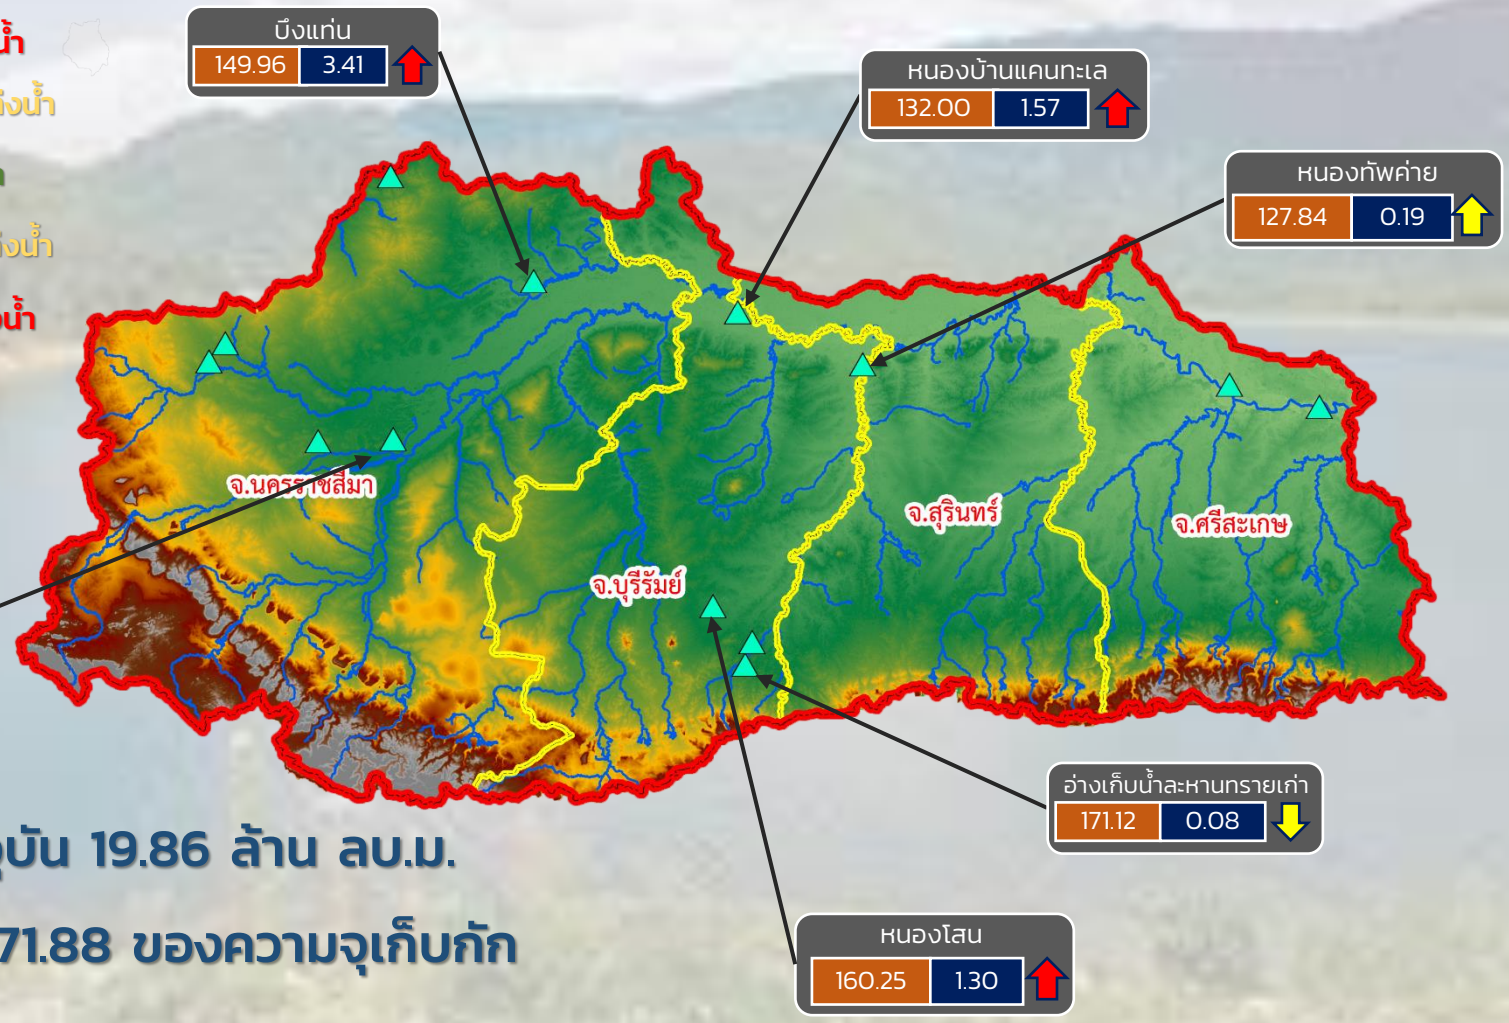 บึงแท่น
149.96 3.41
หนองบ้านแคนทะเล
132.00 1.57
หนองทัพค่าย
127.84 0.19
จ.นครราชสีมา
จ.บุรีรัมย์
จ.สุรินทร์
จ.ศรีสะเกษ
อ่างเก็บน้ำละหานทรายเก่า
171.12 0.08
19.86 ล้าน ลบ.ม.
71.88 ของความจุเก็บกัก
หนองโสน
160.25 1.30